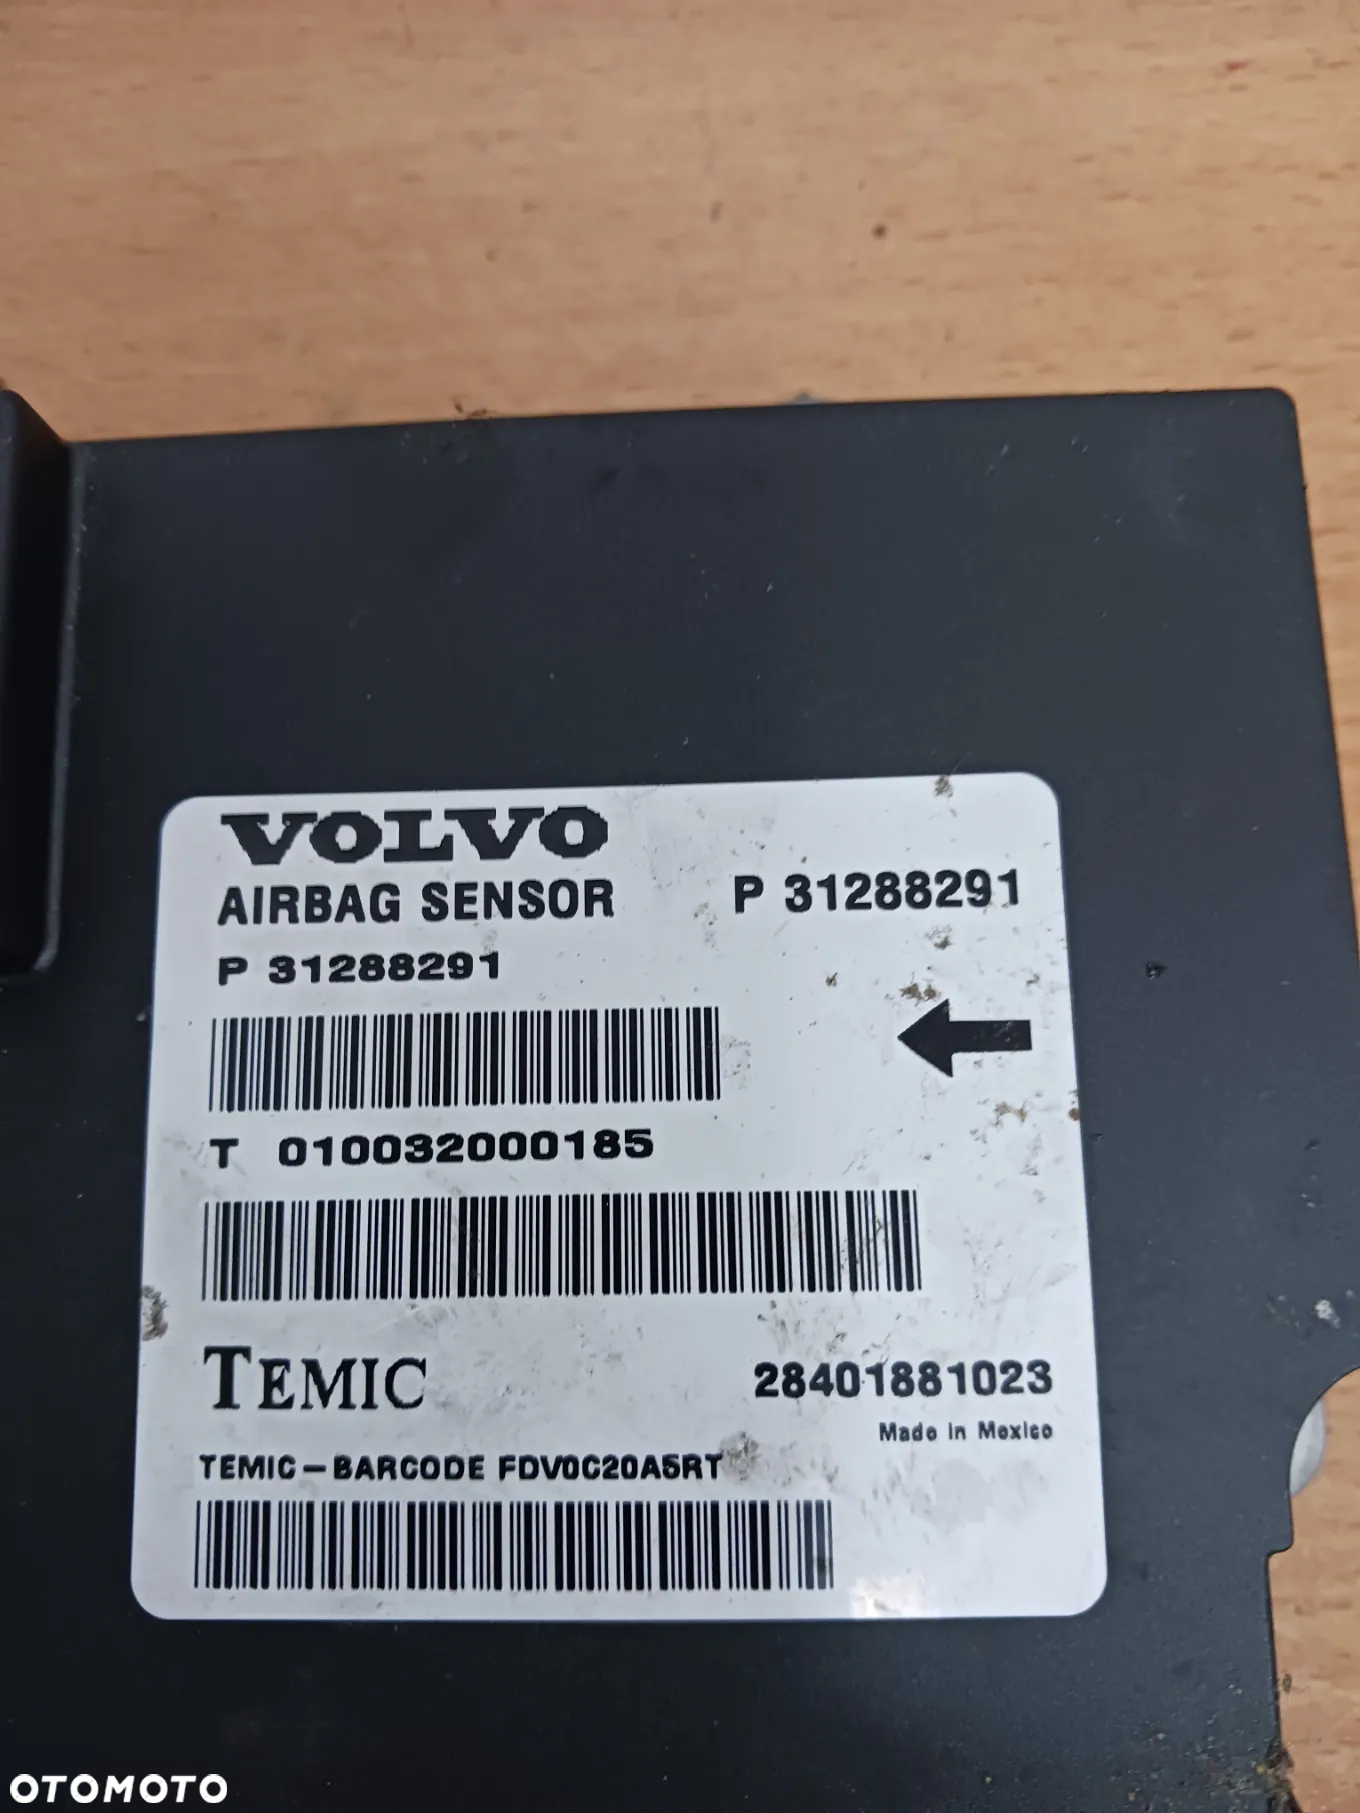 VOLVO
AIRBAG SENSOR P 31288291
P 31288291
T 010032000185
TEMIC 28401881023
Made in Mexico
TEMIC-BARCODE FDV0C20A5RT
OTOMOTO